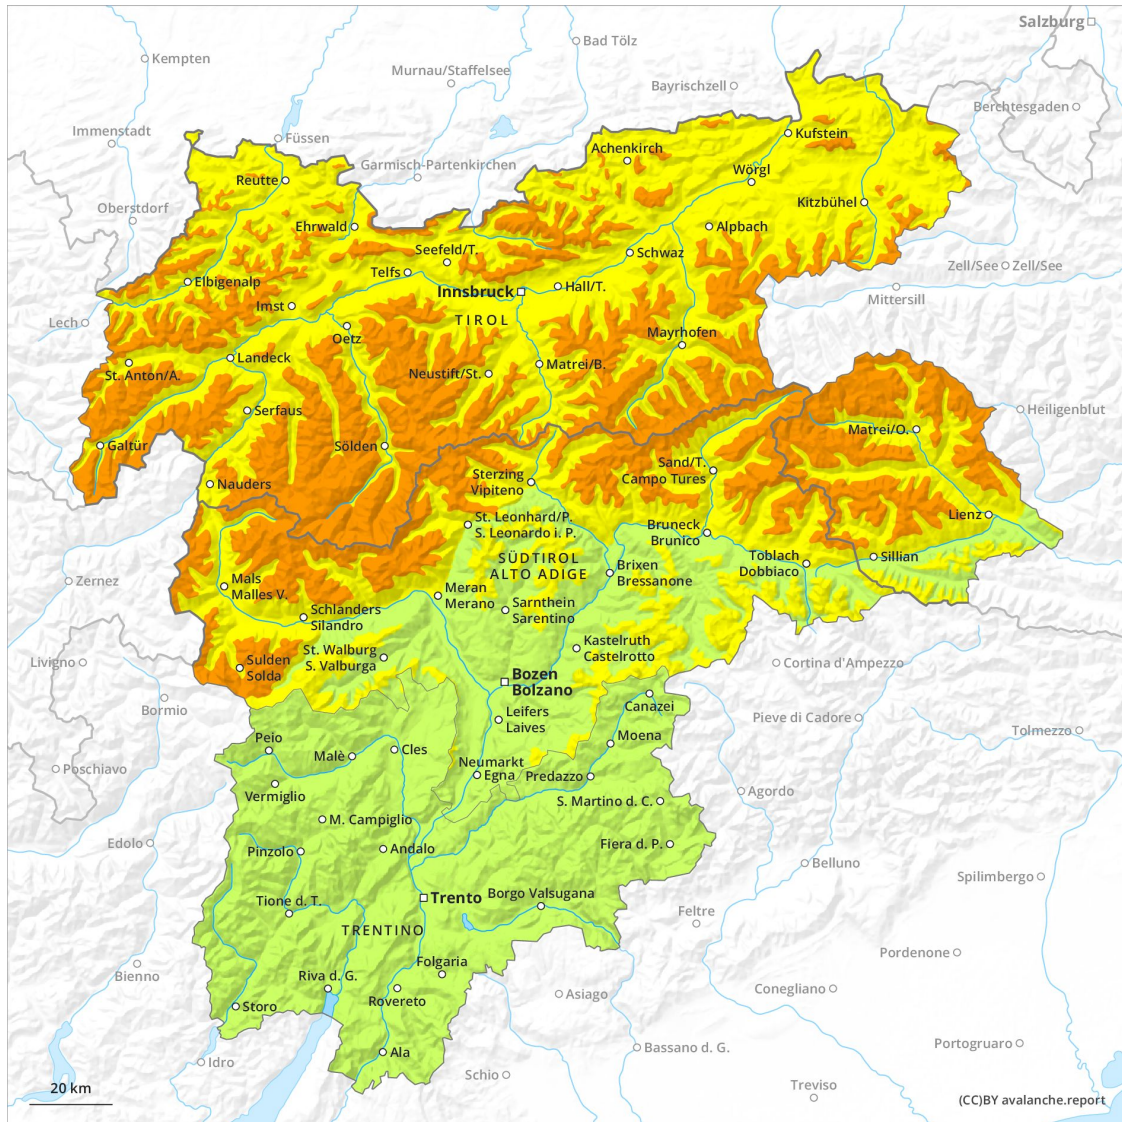 Salzburg
Bad Tölz
Kempten
Murnau/Staffelsee
Bayrischzell
Berchtesgaden
Immenstadt
Füssen
Kufstein
Achenkirch
Garmisch-Partenkirchen
Wörgl
Reutte
Oberstdorf
Kitzbühel
Ehrwald
Alpbach
Seefeld/T.
Schwaz
Telfs
Zell/See
Zell/See
Elbigenalp
Innsbruck
Hall/T.
Mittersill
Imst
Lech
TIROL
Oetz
Mayrhofen
Landeck
Matrei/B.
St. Anton/A.
Neustift/St.
Serfaus
Heiligenblut
Galtür
Sölden
Matrei/O.
Sterzing
Vipiteno
Sand/T.
Campo Tures
Nauders
St. Leonhard/P.
S. Leonardo i. P.
Lienz
Bruneck
Brunico
SÜDTIROL
ALTO ADIGE
Toblach
Dobbiaco
Sillian
Zernez
Mals
Malles V.
Brixen
Bressanone
Meran
Merano
Schlanders
Silandro
Sarnthein
Sarentino
Kastelruth
Castelrotto
St. Walburg
S. Valburga
Livigno
Sulden
Solda
Cortina d'Ampezzo
Bozen
Bolzano
Bormio
Canazei
Leifers
Laives
Pieve di Cadore
Tolmezzo
Peio
Moena
Malè
Cles
Poschiavo
Neumarkt
Egna
Predazzo
Vermiglio
Agordo
S. Martino d. C.
M. Campiglio
Edolo
Pinzolo
Andalo
Fiera d. P.
Belluno
Spilimbergo
Trento
Borgo Valsugana
Tione d. T.
Feltre
TRENTINO
Pordenone
Folgaria
Bienno
Riva d. G.
Conegliano
Rovereto
Asiago
Storo
Portogruaro
Bassano d. G.
Ala
Idro
Schio
Treviso
20 km
(CC)BY avalanche.report